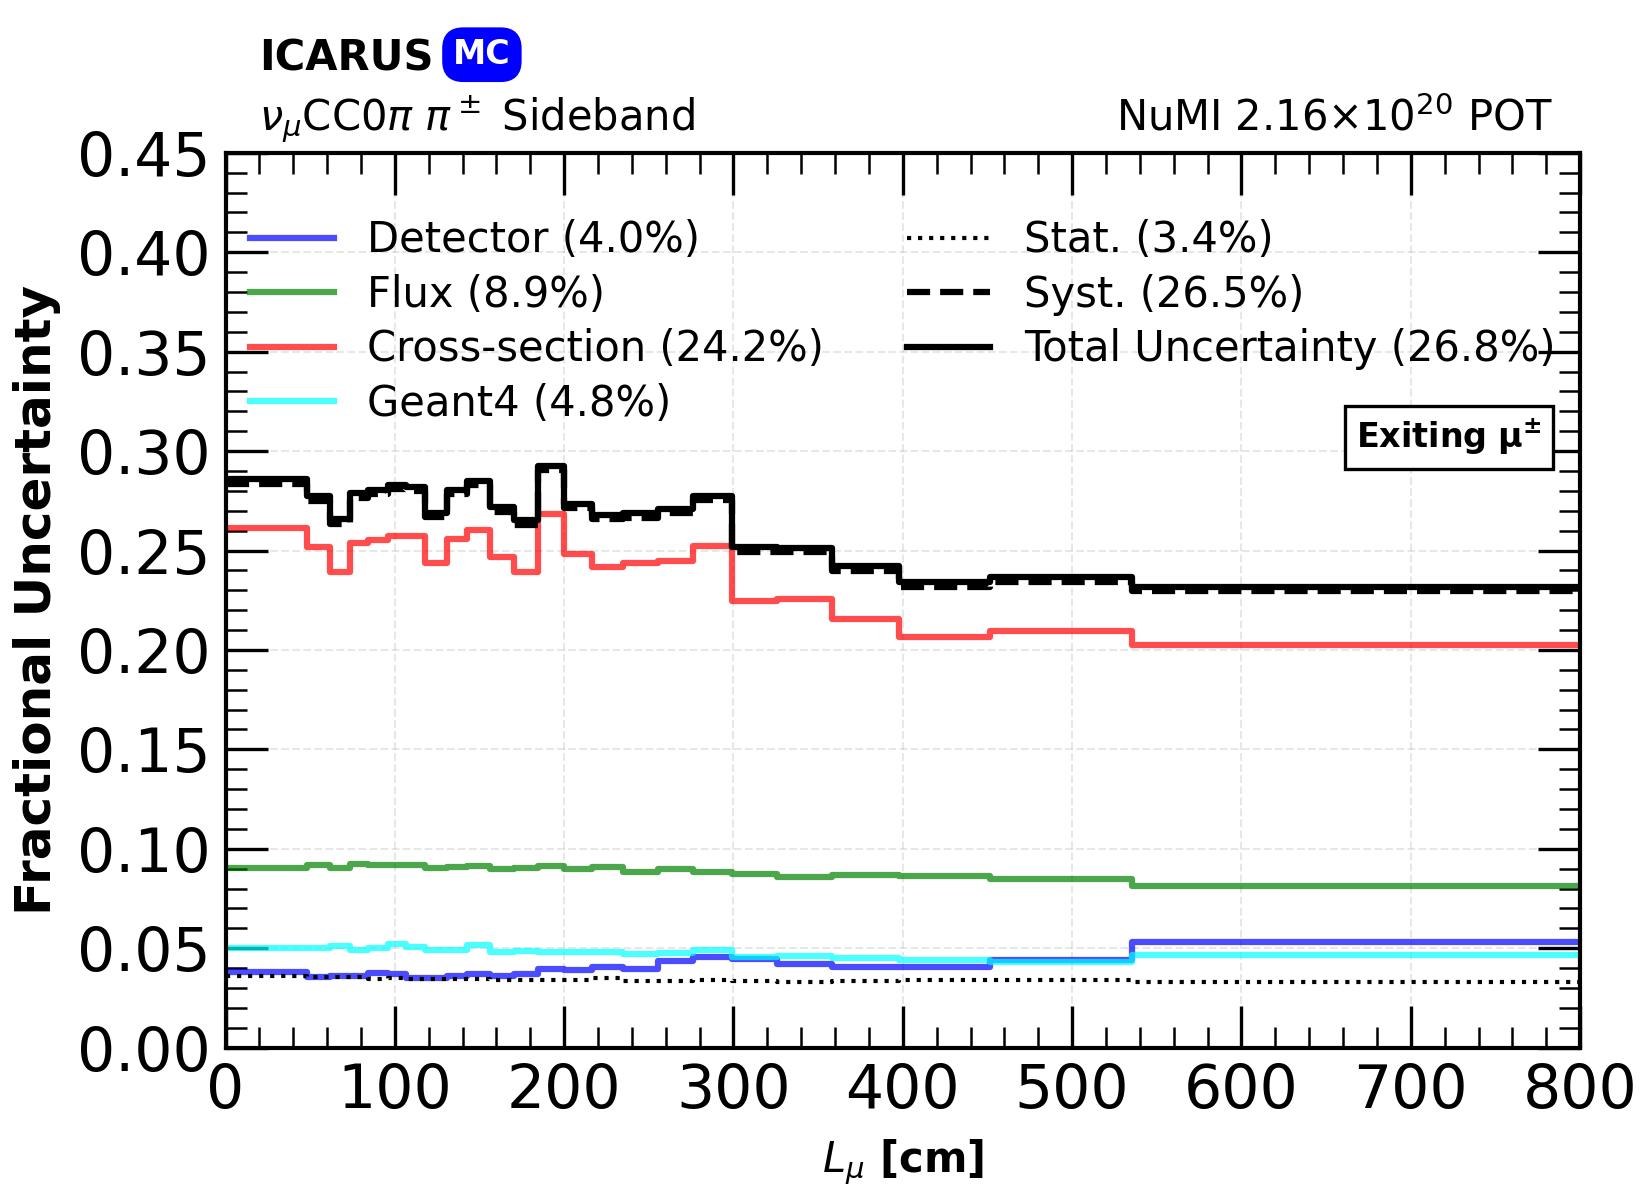 ICARUS MC
νμCC0π π± Sideband
NuMI 2.16×10²⁰ POT
0.45
0.40
0.35
0.30
0.25
0.20
0.15
0.10
0.05
0.00
Fractional Uncertainty
Detector (4.0%)
Flux (8.9%)
Cross-section (24.2%)
Geant4 (4.8%)
Stat. (3.4%)
Syst. (26.5%)
Total Uncertainty (26.8%)
Exiting μ±
0 100 200 300 400 500 600 700 800
Lμ [cm]